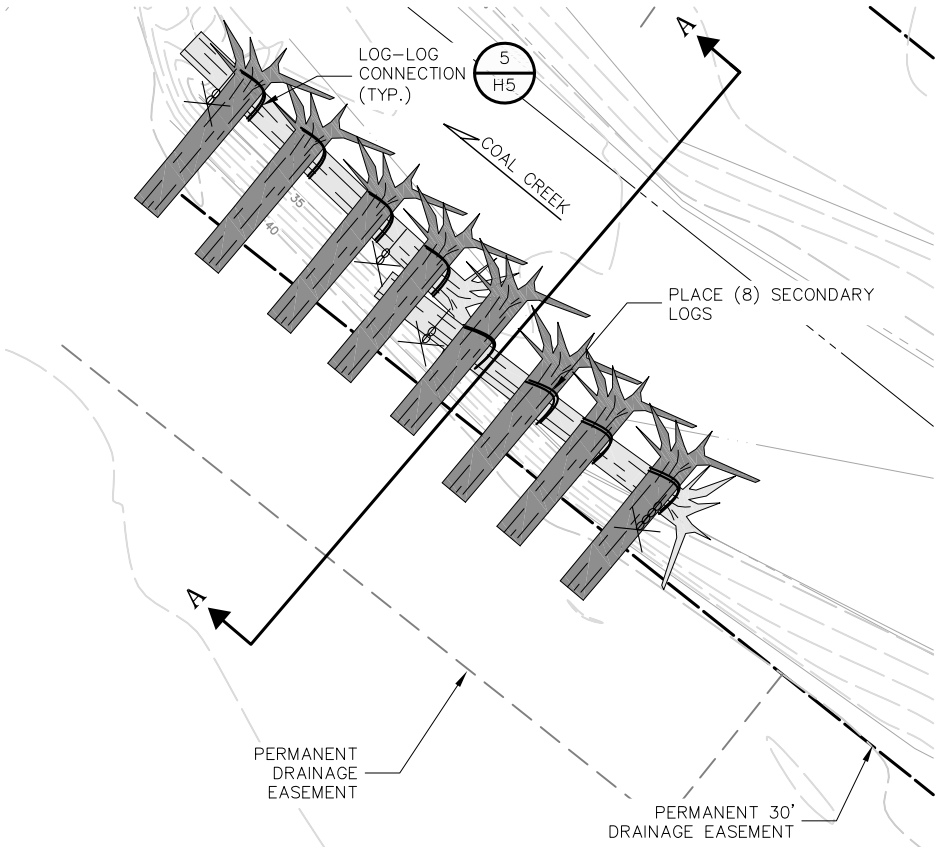 A
LOG-LOG
CONNECTION
(TYP.)
5
H5
COAL CREEK
35
40
PLACE (8) SECONDARY
LOGS
A
PERMANENT
DRAINAGE
EASEMENT
PERMANENT 30'
DRAINAGE EASEMENT